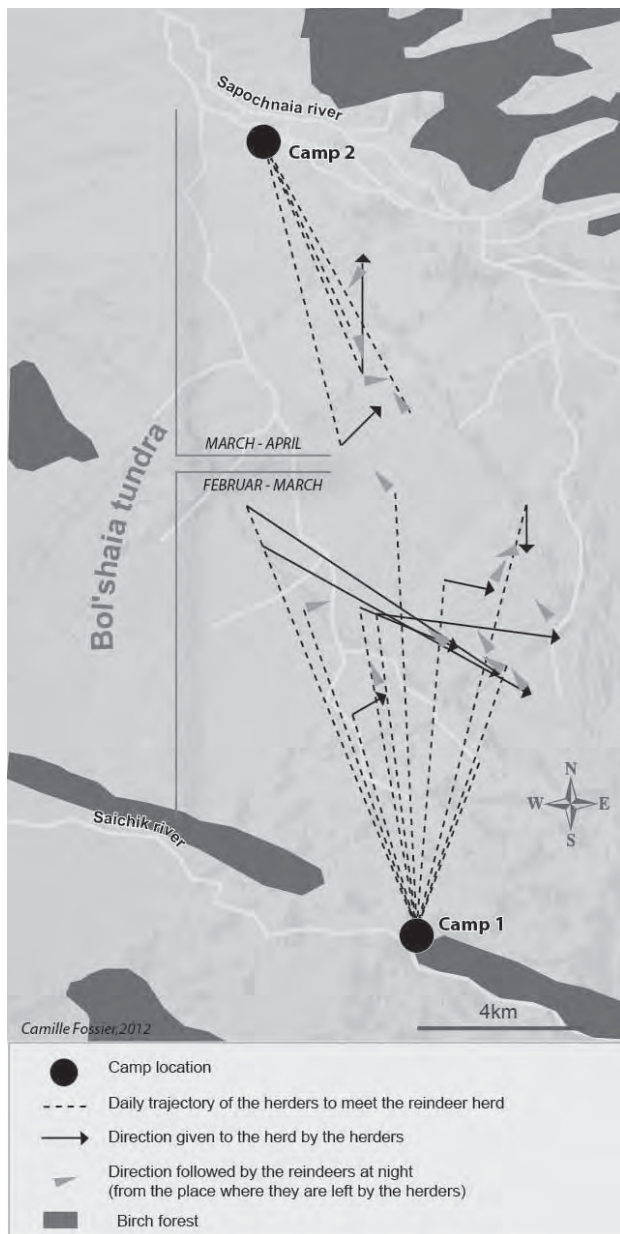 Sapochnaia river
Camp 2
MARCH - APRIL
FEBRUAR - MARCH
Bol'shaia tundra
N
W E
S
Saichik river
Camp 1
4km
Camille Fossier,2012
Camp location
Daily trajectory of the herders to meet the reindeer herd
Direction given to the herd by the herders
Direction followed by the reindeers at night
(from the place where they are left by the herders)
Birch forest